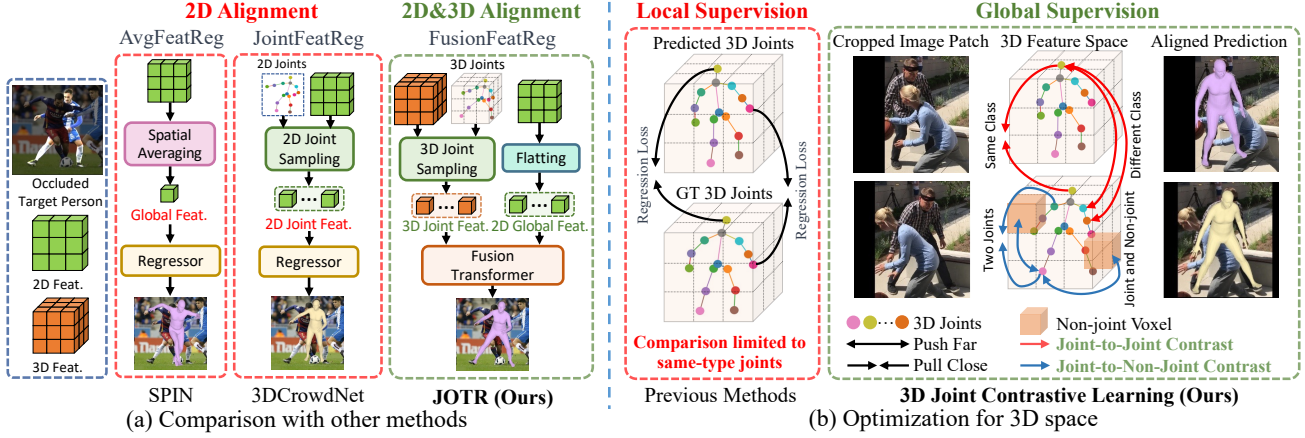 2D Alignment
2D&3D Alignment
AvgFeatReg
JointFeatReg
FusionFeatReg
Occluded
Target Person
2D Feat.
3D Feat.
Spatial
Averaging
Global Feat.
Regressor
SPIN
2D Joints
2D Joint
Sampling
2D Joint Feat.
Regressor
3DCrowdNet
3D Joints
3D Joint
Sampling
Flatting
3D Joint Feat.
2D Global Feat.
Fusion
Transformer
JOTR (Ours)
(a) Comparison with other methods
Local Supervision
Predicted 3D Joints
Regression Loss
Regression Loss
GT 3D Joints
Comparison limited to
same-type joints
Previous Methods
Global Supervision
Cropped Image Patch
3D Feature Space
Aligned Prediction
Same Class
Different Class
Two Joints
Joint and Non-joint
3D Joints
Push Far
Pull Close
Non-joint Voxel
Joint-to-Joint Contrast
Joint-to-Non-Joint Contrast
3D Joint Contrastive Learning (Ours)
(b) Optimization for 3D space